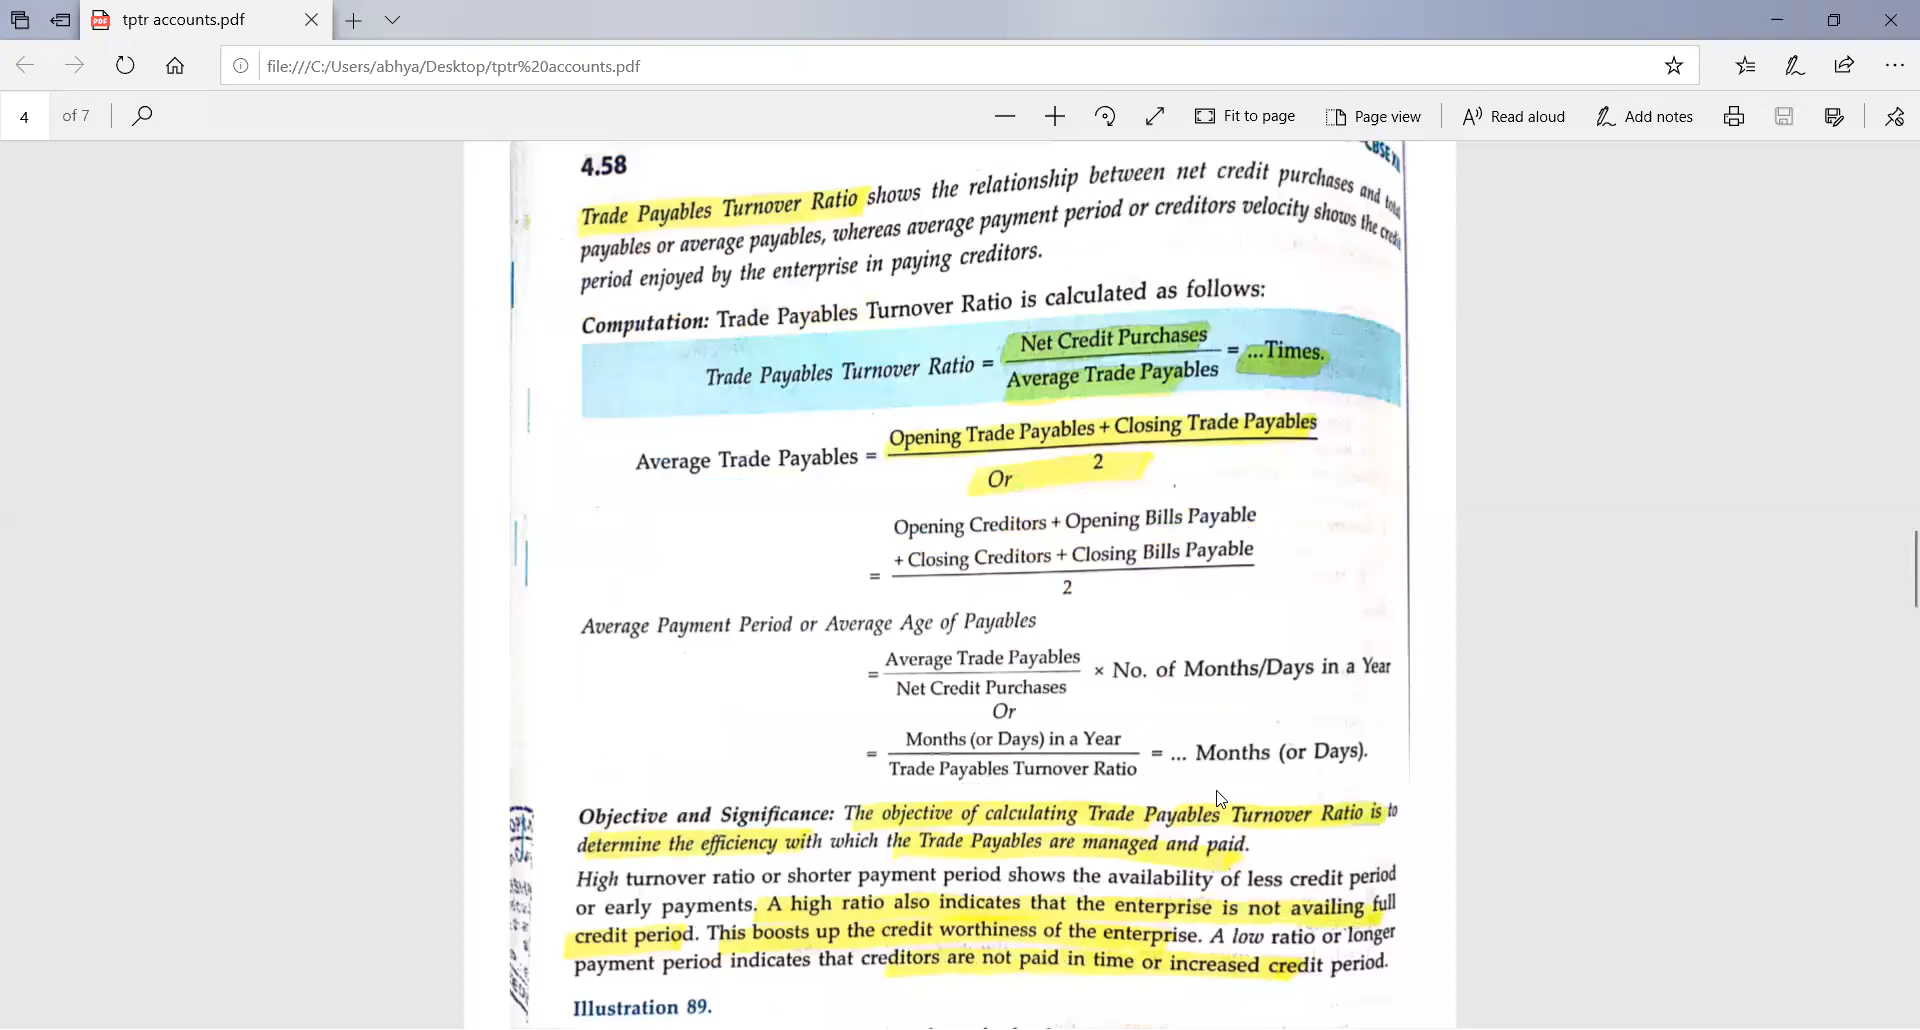 tptr accounts.pdf
file:///C:/Users/abhya/Desktop/tptr%20accounts.pdf
4 of 7 Fit to page Page view Read aloud Add notes
CBSE XII
4.58
Trade Payables Turnover Ratio shows the relationship between net credit purchases and total
payables or average payables, whereas average payment period or creditors velocity shows the credit
period enjoyed by the enterprise in paying creditors.
Computation: Trade Payables Turnover Ratio is calculated as follows:
Trade Payables Turnover Ratio = Net Credit Purchases = ...Times.
Average Trade Payables
Average Trade Payables = Opening Trade Payables + Closing Trade Payables
2
Or
Opening Creditors + Opening Bills Payable
+ Closing Creditors + Closing Bills Payable
=
2
Average Payment Period or Average Age of Payables
= Average Trade Payables × No. of Months/Days in a Year
Net Credit Purchases
Or
= Months (or Days) in a Year = ... Months (or Days).
Trade Payables Turnover Ratio
Objective and Significance: The objective of calculating Trade Payables Turnover Ratio is to
determine the efficiency with which the Trade Payables are managed and paid.
High turnover ratio or shorter payment period shows the availability of less credit period
or early payments. A high ratio also indicates that the enterprise is not availing full
credit period. This boosts up the credit worthiness of the enterprise. A low ratio or longer
payment period indicates that creditors are not paid in time or increased credit period.
Illustration 89.